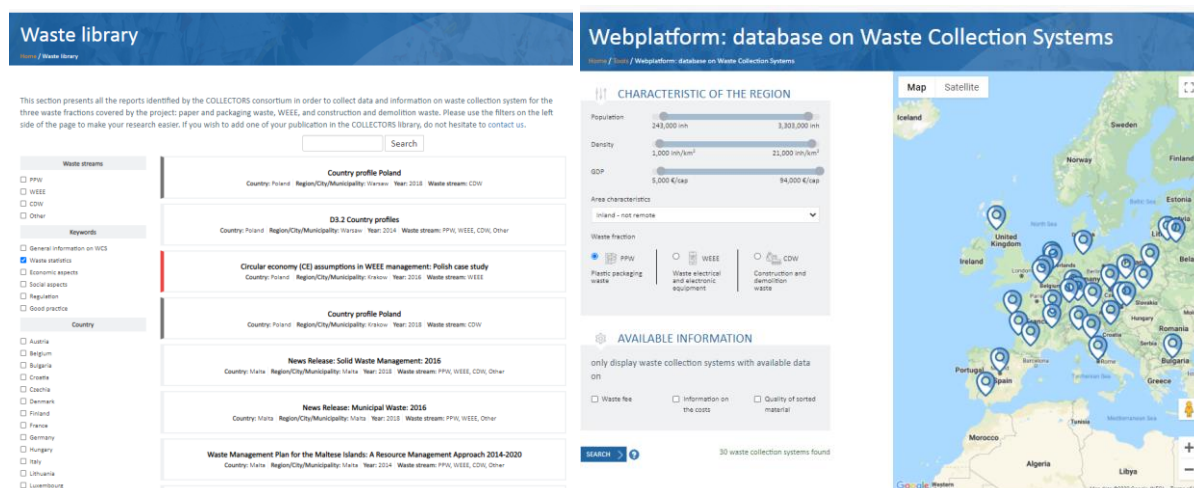 Waste library
Home / Waste library
This section presents all the reports identified by the COLLECTORS consortium in order to collect data and information on waste collection system for the
three waste fractions covered by the project: paper and packaging waste, WEEE, and construction and demolition waste. Please use the filters on the left
side of the page to make your research easier. If you wish to add one of your publication in the COLLECTORS library, do not hesitate to contact us.
Search
Waste streams
PPW
WEEE
CDW
Other
Keywords
General information on WCS
Waste statistics
Economic aspects
Social aspects
Regulation
Good practice
Country
Austria
Belgium
Bulgaria
Croatia
Czechia
Denmark
Finland
France
Germany
Hungary
Italy
Lithuania
Luxembourg
Country profile Poland
Country: Poland Region/City/Municipality: Warsaw Year: 2018 Waste stream: CDW
D3.2 Country profiles
Country: Poland Region/City/Municipality: Warsaw Year: 2014 Waste stream: PPW, WEEE, CDW, Other
Circular economy (CE) assumptions in WEEE management: Polish case study
Country: Poland Region/City/Municipality: Krakow Year: 2016 Waste stream: WEEE
Country profile Poland
Country: Poland Region/City/Municipality: Krakow Year: 2018 Waste stream: CDW
News Release: Solid Waste Management: 2016
Country: Malta Region/City/Municipality: Malta Year: 2018 Waste stream: PPW, WEEE, CDW, Other
News Release: Municipal Waste: 2016
Country: Malta Region/City/Municipality: Malta Year: 2018 Waste stream: PPW, WEEE, Other
Waste Management Plan for the Maltese Islands: A Resource Management Approach 2014-2020
Country: Malta Region/City/Municipality: Malta Year: 2014 Waste stream: PPW, WEEE, CDW, Other
Webplatform: database on Waste Collection Systems
Home / Tools / Webplatform: database on Waste Collection Systems
CHARACTERISTIC OF THE REGION
Population
243,000 inh 3,303,000 inh
Density
1,000 inh/km² 21,000 inh/km²
GDP
5,000 €/cap 94,000 €/cap
Area characteristics
Inland - not remote
Waste fraction
PPW
Plastic packaging
waste
WEEE
Waste electrical
and electronic
equipment
CDW
Construction and
demolition
waste
AVAILABLE INFORMATION
only display waste collection systems with available data
on
Waste fee
Information on
the costs
Quality of sorted
material
SEARCH
30 waste collection systems found
Map Satellite
Iceland
Sweden
Norway
Finland
Baltic Sea
Estonia
North Sea
United
Kingdom
Ireland
London
Belgium
Slovakia
Hungary
Croatia
Serbia
Romania
Bulgaria
Barcelona
Rome
Portugal
Spain
Tyrrhenian Sea
Greece
Mediterranean Sea
Tunisia
Morocco
Algeria
Libya
Western
Google